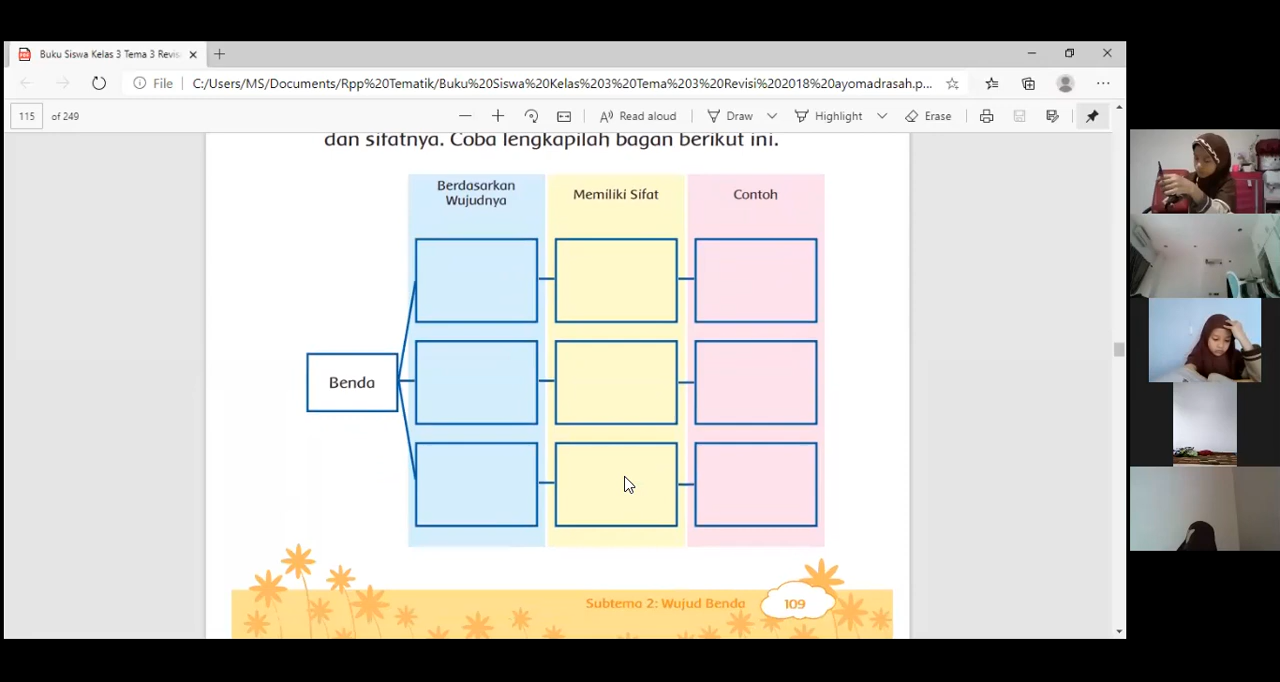 Buku Siswa Kelas 3 Tema 3 Revis
File
C:/Users/MS/Documents/Rpp%20Tematik/Buku%20Siswa%20Kelas%203%20Tema%203%20Revisi%202018%20ayomadrasah.p...
115 of 249
Read aloud
Draw
Highlight
Erase
dan sifatnya. Coba lengkapilah bagan berikut ini.
Berdasarkan
Wujudnya
Memiliki Sifat
Contoh
Benda
Subtema 2: Wujud Benda
109